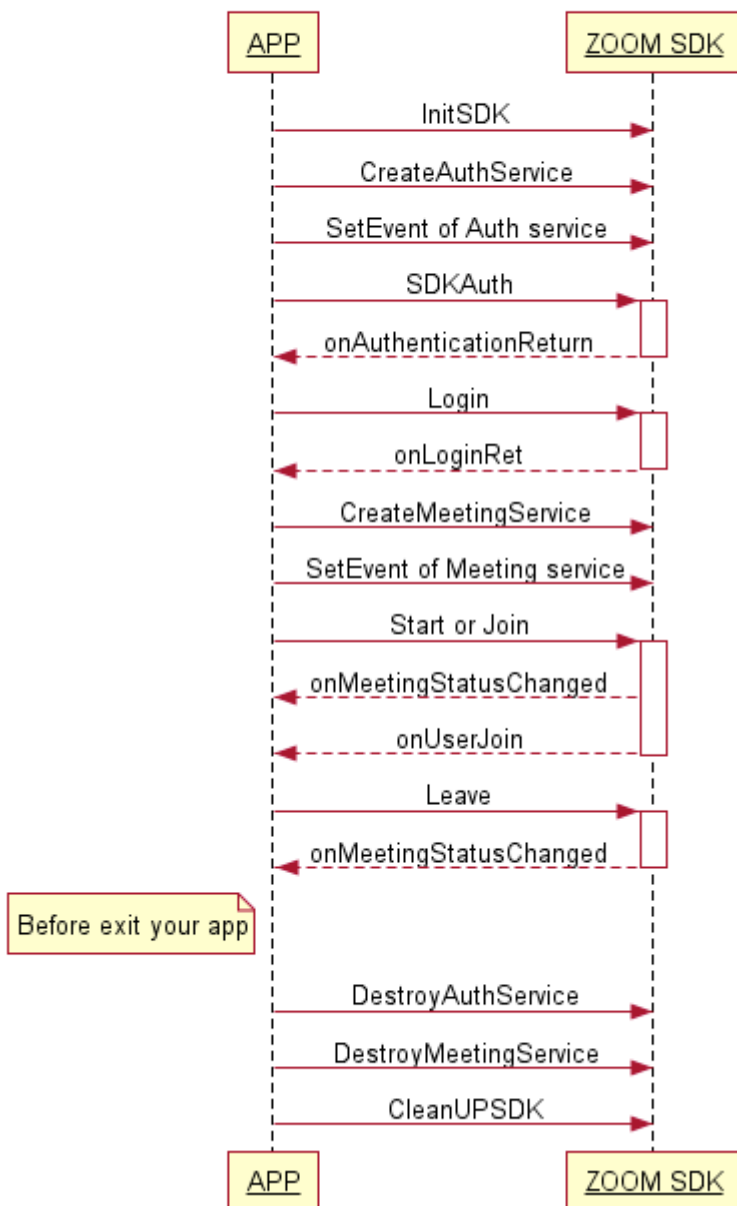 APP
ZOOM SDK
InitSDK
CreateAuthService
SetEvent of Auth service
SDKAuth
onAuthenticationReturn
Login
onLoginRet
CreateMeetingService
SetEvent of Meeting service
Start or Join
onMeetingStatusChanged
onUserJoin
Leave
onMeetingStatusChanged
Before exit your app
DestroyAuthService
DestroyMeetingService
CleanUPSDK
APP
ZOOM SDK